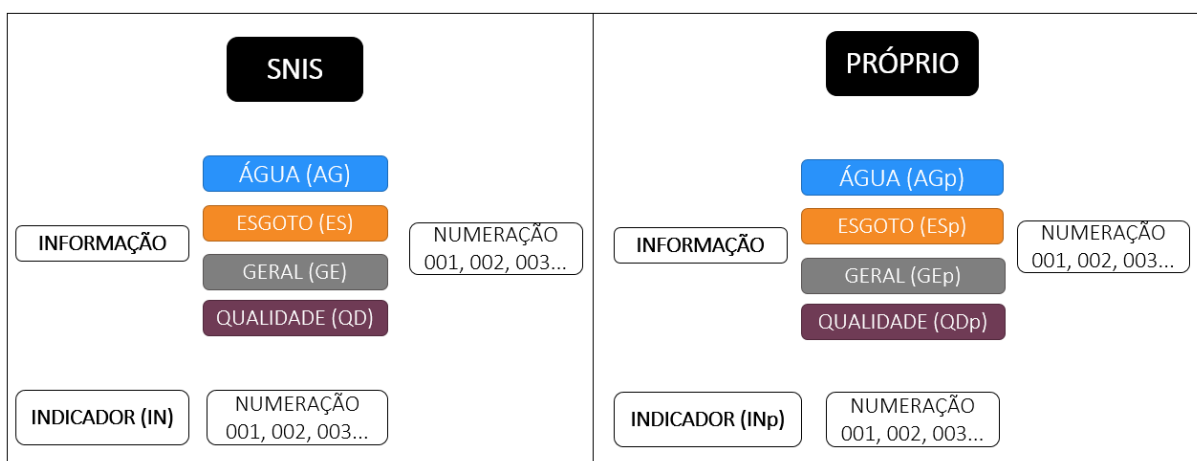 SNIS
ÁGUA (AG)
ESGOTO (ES)
INFORMAÇÃO
NUMERAÇÃO
001, 002, 003...
GERAL (GE)
QUALIDADE (QD)
INDICADOR (IN)
NUMERAÇÃO
001, 002, 003...
PRÓPRIO
ÁGUA (AGp)
ESGOTO (ESp)
INFORMAÇÃO
NUMERAÇÃO
001, 002, 003...
GERAL (GEp)
QUALIDADE (QDp)
INDICADOR (INp)
NUMERAÇÃO
001, 002, 003...